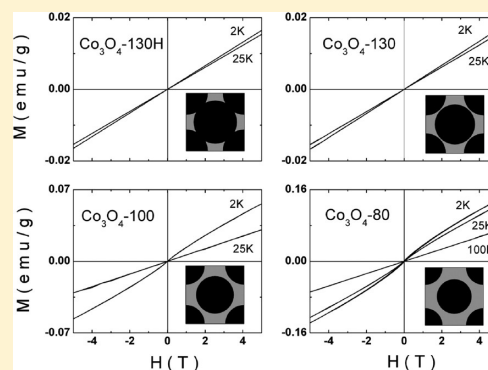 0.02
Co₃O₄-130H
2K
25K
0.00
-0.02
0.02
Co₃O₄-130
2K
25K
0.00
-0.02
M (emu/g)
0.07
Co₃O₄-100
2K
25K
0.00
-0.07
-4 -2 0 2 4
H (T)
0.16
Co₃O₄-80
2K
25K
100K
0.00
-0.16
-4 -2 0 2 4
H (T)
M (emu/g)